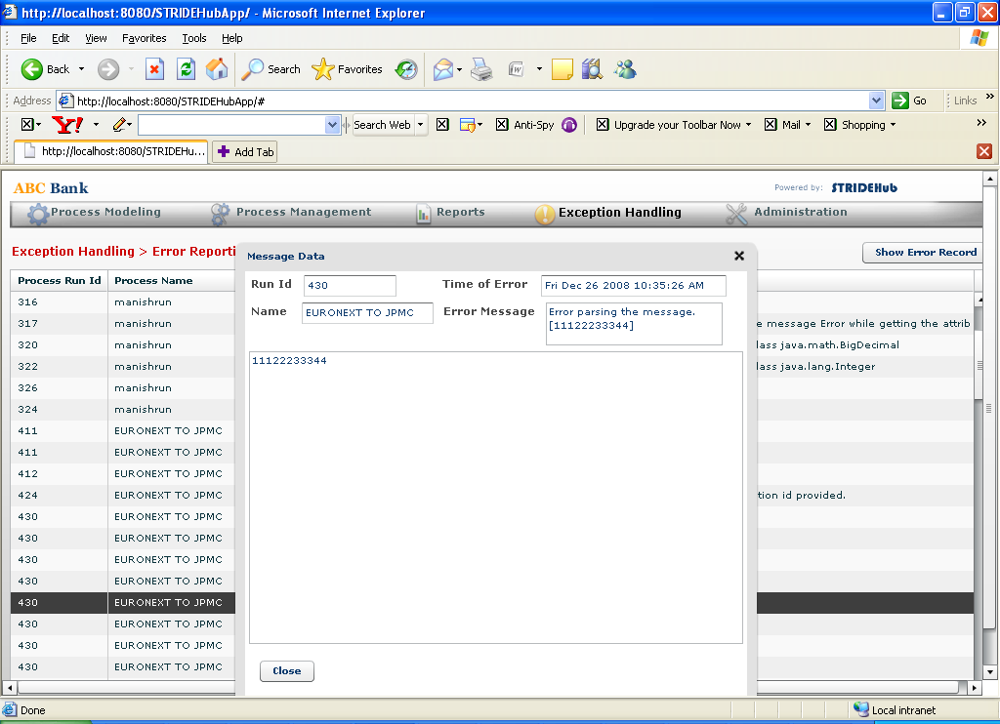 http://localhost:8080/STRIDEHubApp/ - Microsoft Internet Explorer
File Edit View Favorites Tools Help
Back Search Favorites
Address http://localhost:8080/STRIDEHubApp/# Go Links »
Y! Search Web Anti-Spy Upgrade your Toolbar Now Mail Shopping »
http://localhost:8080/STRIDEHu... Add Tab
ABC Bank Powered by: STRIDEHub
Process Modeling Process Management Reports Exception Handling Administration
Exception Handling > Error Reporti Show Error Record
Message Data
Process Run Id Process Name
Run Id 430 Time of Error Fri Dec 26 2008 10:35:26 AM
Name EURONEXT TO JPMC Error Message Error parsing the message.
[11122233344]
11122233344
316 manishrun
317 manishrun e message Error while getting the attrib
320 manishrun lass java.math.BigDecimal
322 manishrun lass java.lang.Integer
326 manishrun
324 manishrun
411 EURONEXT TO JPMC
411 EURONEXT TO JPMC
412 EURONEXT TO JPMC
424 EURONEXT TO JPMC tion id provided.
430 EURONEXT TO JPMC
430 EURONEXT TO JPMC
430 EURONEXT TO JPMC
430 EURONEXT TO JPMC
430 EURONEXT TO JPMC
430 EURONEXT TO JPMC
430 EURONEXT TO JPMC
430 EURONEXT TO JPMC
Close
Done Local intranet